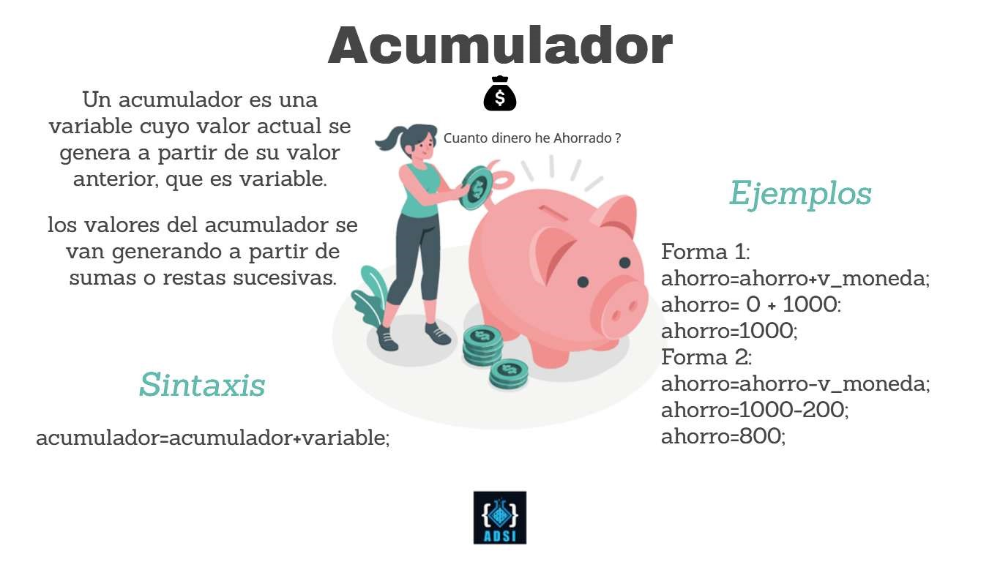 Acumulador
$
Un acumulador es una
variable cuyo valor actual se
genera a partir de su valor
anterior, que es variable.
los valores del acumulador se
van generando a partir de
sumas o restas sucesivas.
Cuanto dinero he Ahorrado ?
Sintaxis
acumulador=acumulador+variable;
Ejemplos
Forma 1:
ahorro=ahorro+v_moneda;
ahorro= 0 + 1000:
ahorro=1000;
Forma 2:
ahorro=ahorro-v_moneda;
ahorro=1000-200;
ahorro=800;
{ }
ADSI